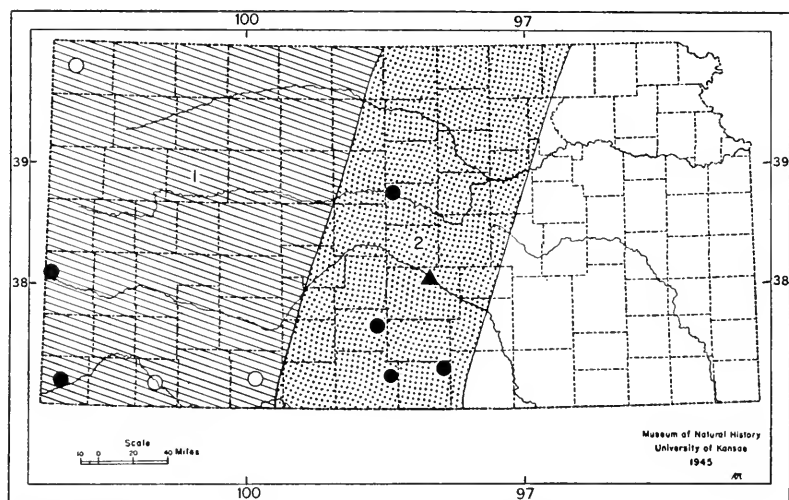 100 97
39 39
1
2
38 38
Scale
10 0 20 40 Miles
Museum of Natural History
University of Kansas
1945
100 97